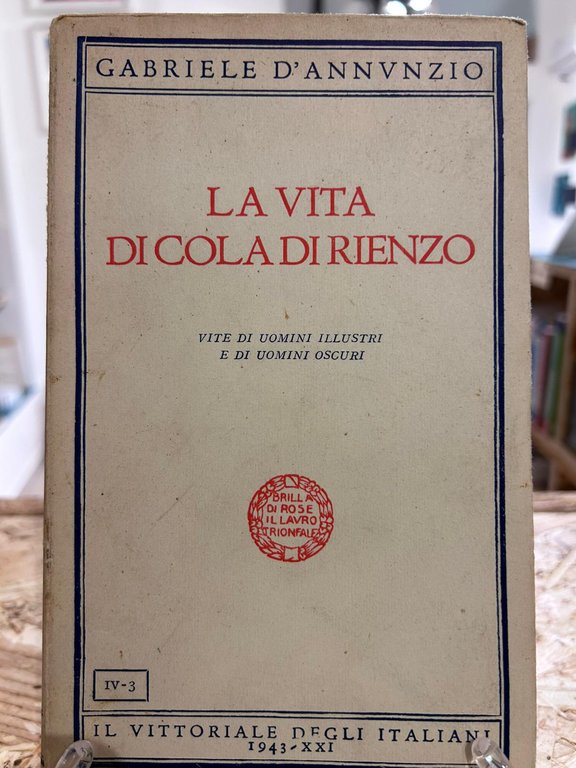 GABRIELE D'ANNVNZIO
LA VITA
DI COLA DI RIENZO
VITE DI UOMINI ILLUSTRI
E DI UOMINI OSCURI
BRILLA
DI ROSE
IL LAVRO
TRIONFALE
IV-3
IL VITTORIALE DEGLI ITALIANI
1943-XXI